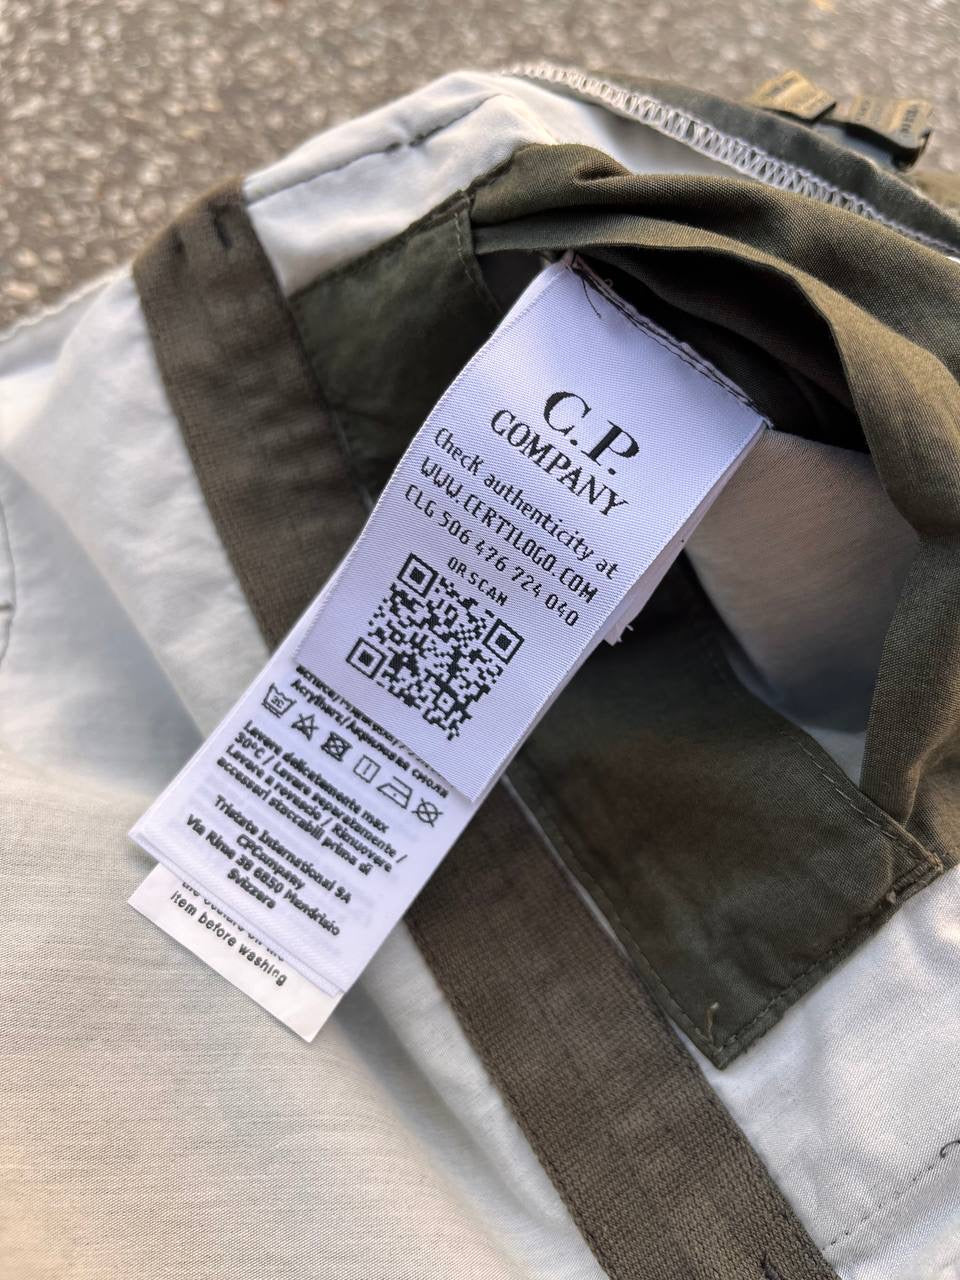 C.P.
COMPANY
Check authenticity at
WWW.CERTILOGO.COM
CLG 506 476 724 040
OR SCAN
Lavare delicatamente max
30°C / Lavare separatamente /
Lavare a rovescio / Rimuovere
accessori staccabili prima di
Tristate International SA
CPCompany
Via Rime 38 6850 Mendrisio
Svizzera
item before washing